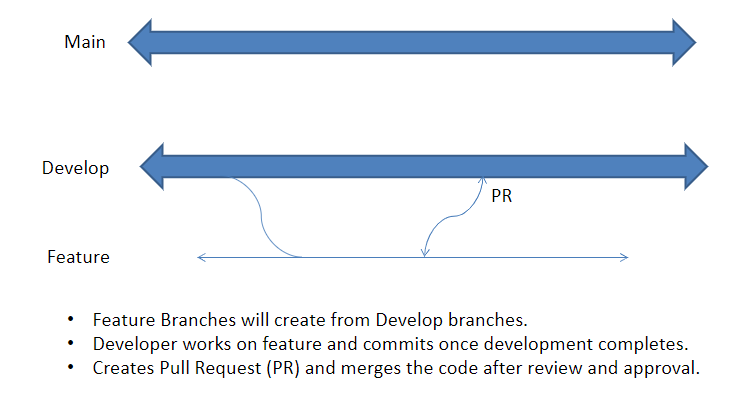 Main
Develop
PR
Feature
• Feature Branches will create from Develop branches.
• Developer works on feature and commits once development completes.
• Creates Pull Request (PR) and merges the code after review and approval.